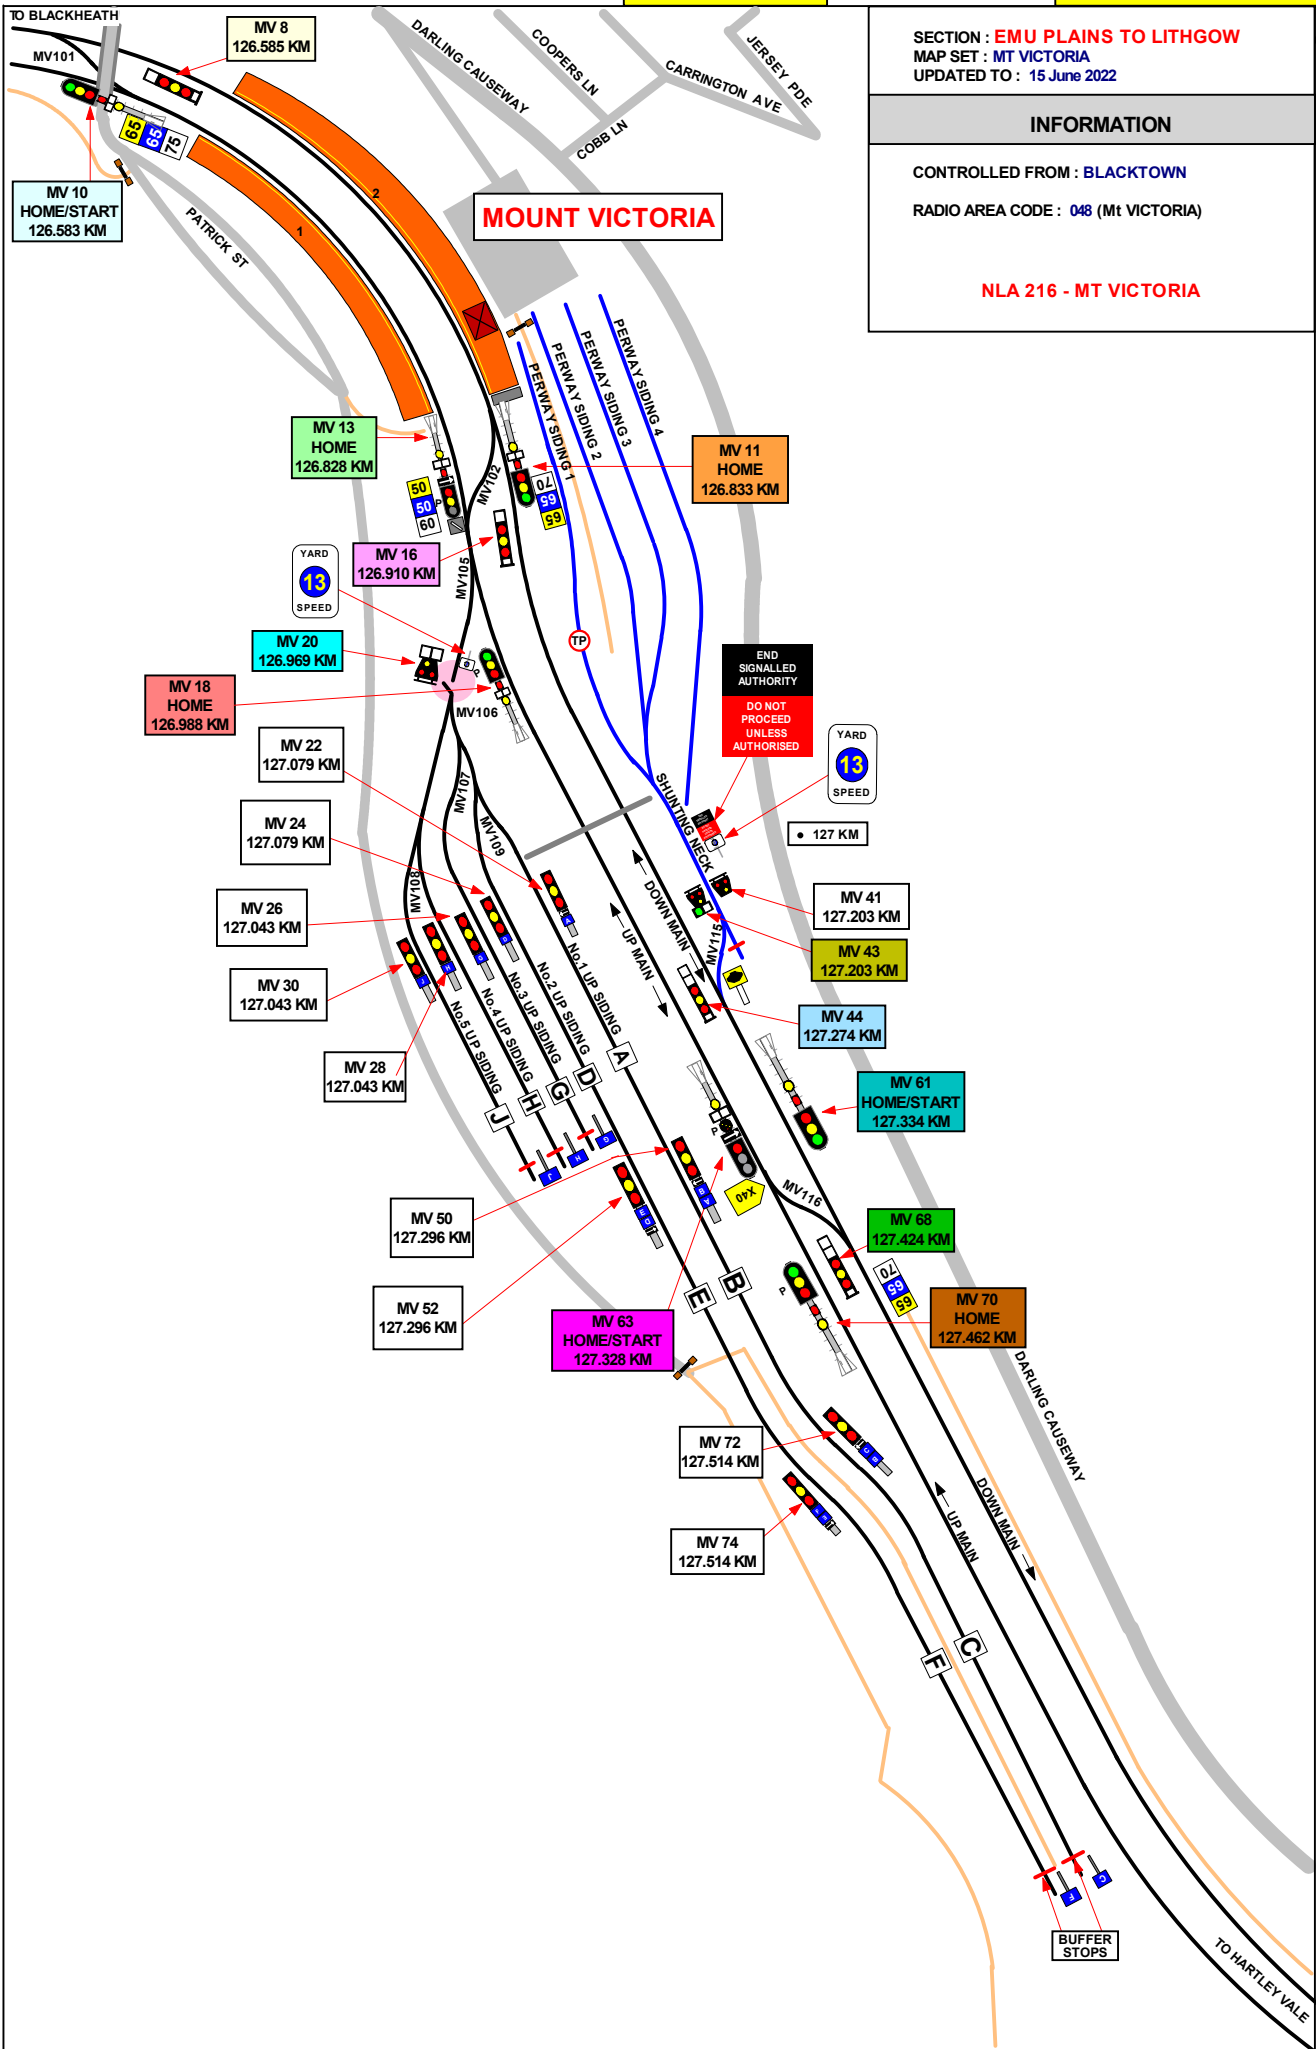 TO BLACKHEATH
MV101
MV 8
126.585 KM
DARLING CAUSEWAY
COOPERS LN
CARRINGTON AVE
JERSEY PDE
COBB LN
SECTION : EMU PLAINS TO LITHGOW
MAP SET : MT VICTORIA
UPDATED TO : 15 June 2022
INFORMATION
CONTROLLED FROM : BLACKTOWN
RADIO AREA CODE : 048 (Mt VICTORIA)
NLA 216 - MT VICTORIA
65
65
75
MV 10
HOME/START
126.583 KM
PATRICK ST
1
2
MOUNT VICTORIA
PERWAY SIDING 1
PERWAY SIDING 2
PERWAY SIDING 3
PERWAY SIDING 4
MV 13
HOME
126.828 KM
50
50
60
P
MV102
70
65
65
MV 11
HOME
126.833 KM
MV 16
126.910 KM
MV105
YARD
13
SPEED
TP
MV 20
126.969 KM
P
MV 18
HOME
126.988 KM
MV106
END
SIGNALLED
AUTHORITY
DO NOT
PROCEED
UNLESS
AUTHORISED
YARD
13
SPEED
MV 22
127.079 KM
MV107
MV109
SHUNTING NECK
127 KM
MV 24
127.079 KM
MV108
MV 26
127.043 KM
MV 30
127.043 KM
MV 28
127.043 KM
A
D
G
H
J
DOWN MAIN
UP MAIN
MV115
MV 41
127.203 KM
MV 43
127.203 KM
MV 44
127.274 KM
No.1 UP SIDING
No.2 UP SIDING
No.3 UP SIDING
No.4 UP SIDING
No.5 UP SIDING
A
D
G
H
J
G
H
J
MV 61
HOME/START
127.334 KM
P
X40
MV116
MV 50
127.296 KM
A B
D E
MV 52
127.296 KM
MV 63
HOME/START
127.328 KM
MV 68
127.424 KM
P
70
65
65
MV 70
HOME
127.462 KM
E
B
DARLING CAUSEWAY
MV 72
127.514 KM
B C
MV 74
127.514 KM
E F
UP MAIN
DOWN MAIN
C
F
C
F
BUFFER
STOPS
TO HARTLEY VALE